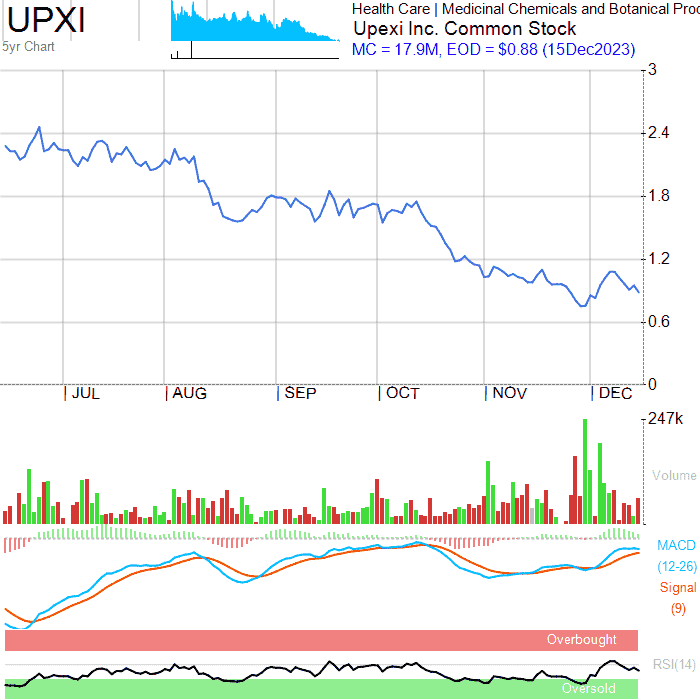 UPXI
5yr Chart
Health Care | Medicinal Chemicals and Botanical Proc
Upexi Inc. Common Stock
MC = 17.9M, EOD = $0.88 (15Dec2023)
3
2.4
1.8
1.2
0.6
0
JUL AUG SEP OCT NOV DEC
247k
Volume
MACD
(12-26)
Signal
(9)
Overbought
RSI(14)
Oversold